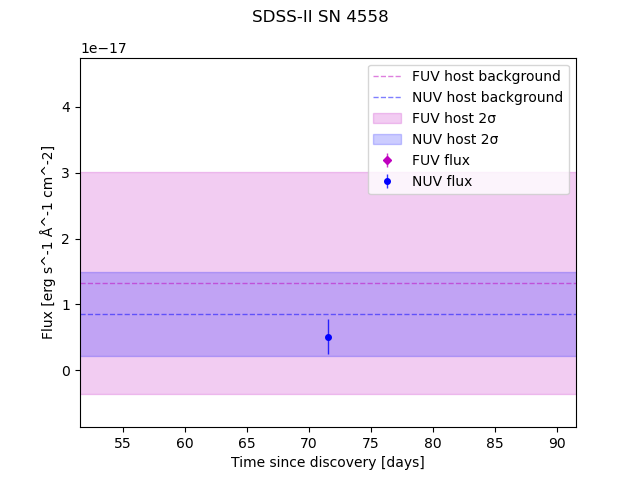 SDSS-II SN 4558
1e−17
FUV host background
NUV host background
FUV host 2σ
NUV host 2σ
FUV flux
NUV flux
4
3
2
1
0
Flux [erg s^-1 Å^-1 cm^-2]
55 60 65 70 75 80 85 90
Time since discovery [days]